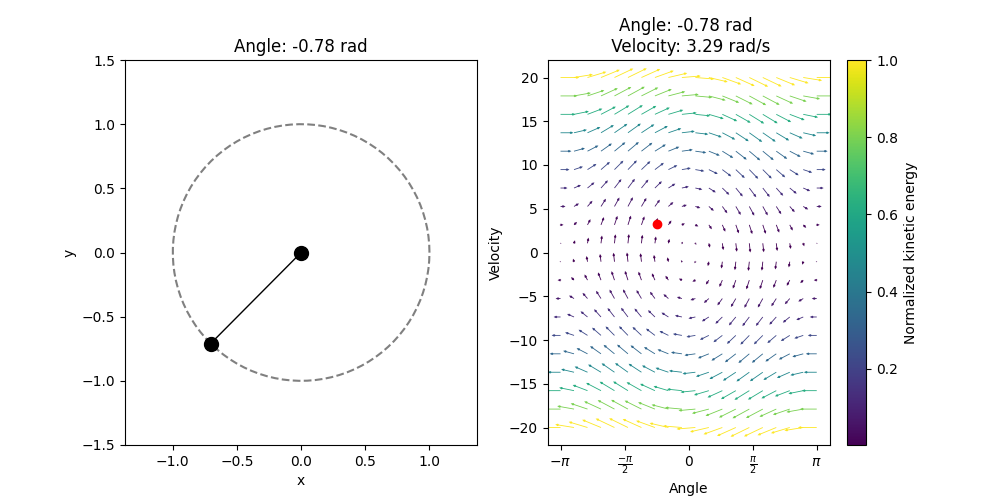 Angle: -0.78 rad
1.5
1.0
0.5
0.0
−0.5
−1.0
−1.5
y
−1.0
−0.5
0.0
0.5
1.0
x
Angle: -0.78 rad
Velocity: 3.29 rad/s
20
15
10
5
0
−5
−10
−15
−20
Velocity
−π
−π/2
0
π/2
π
Angle
1.0
0.8
0.6
0.4
0.2
Normalized kinetic energy